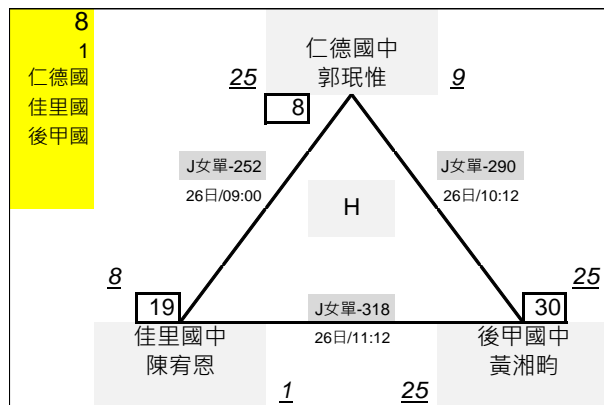 8
1
仁德國
佳里國
後甲國
仁德國中
郭珉惟
25
9
8
J女單-252
26日/09:00
J女單-290
26日/10:12
H
8
25
19
30
J女單-318
26日/11:12
佳里國中
陳宥恩
後甲國中
黃湘畇
1
25